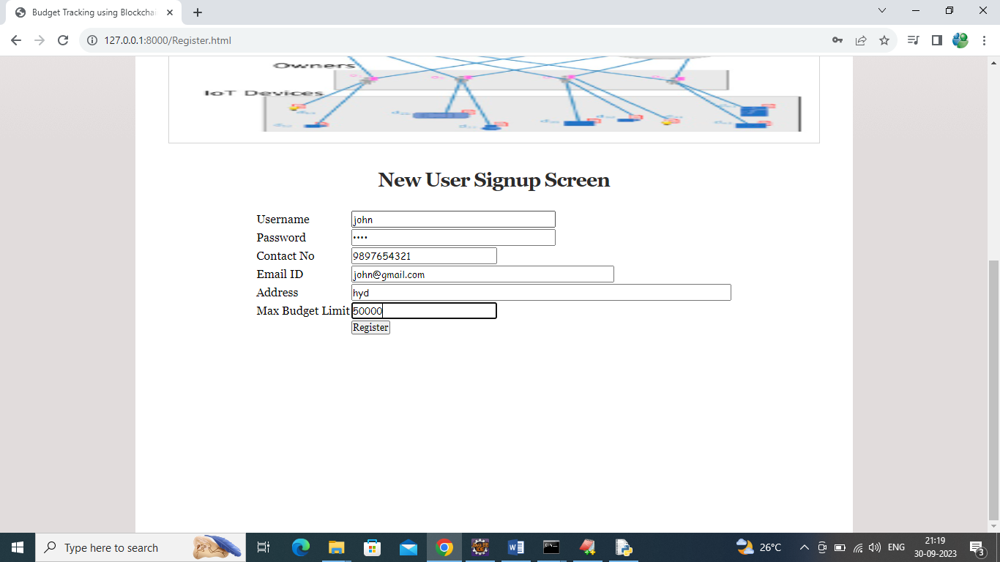 Budget Tracking using Blockchai
127.0.0.1:8000/Register.html
Owners
IoT Devices
New User Signup Screen
Username john
Password ••••
Contact No 9897654321
Email ID john@gmail.com
Address hyd
Max Budget Limit 50000
Register
Type here to search
26°C
ENG
21:19
30-09-2023
3